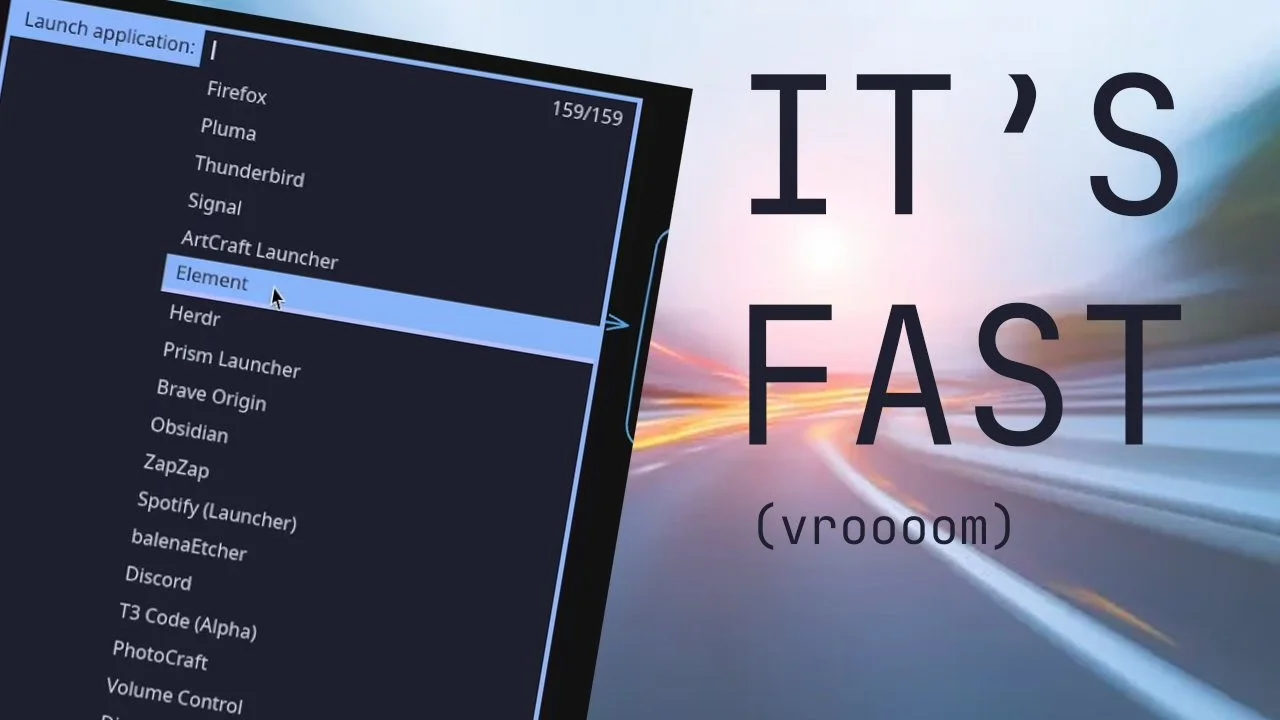 Launch application:
159/159
Firefox
Pluma
Thunderbird
Signal
ArtCraft Launcher
Element
Herdr
Prism Launcher
Brave Origin
Obsidian
ZapZap
Spotify (Launcher)
balenaEtcher
Discord
T3 Code (Alpha)
PhotoCraft
Volume Control
IT’S
FAST
(vroooom)